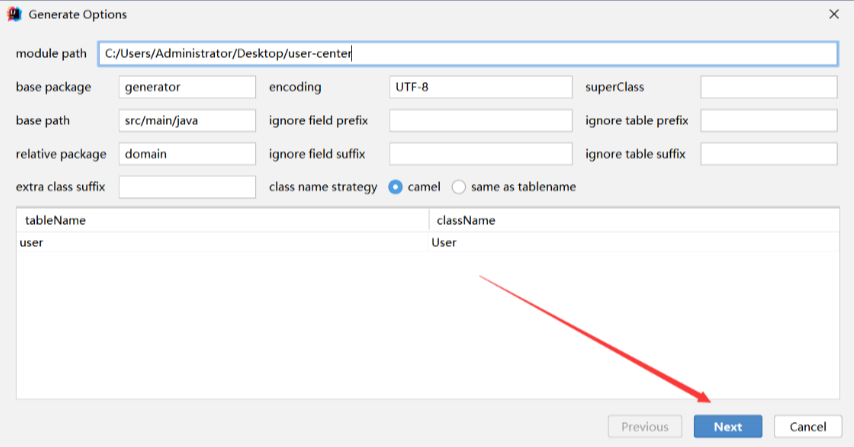 Generate Options
module path C:/Users/Administrator/Desktop/user-center
base package generator encoding UTF-8 superClass
base path src/main/java ignore field prefix ignore table prefix
relative package domain ignore field suffix ignore table suffix
extra class suffix class name strategy camel same as tablename
tableName className
user User
Previous Next Cancel